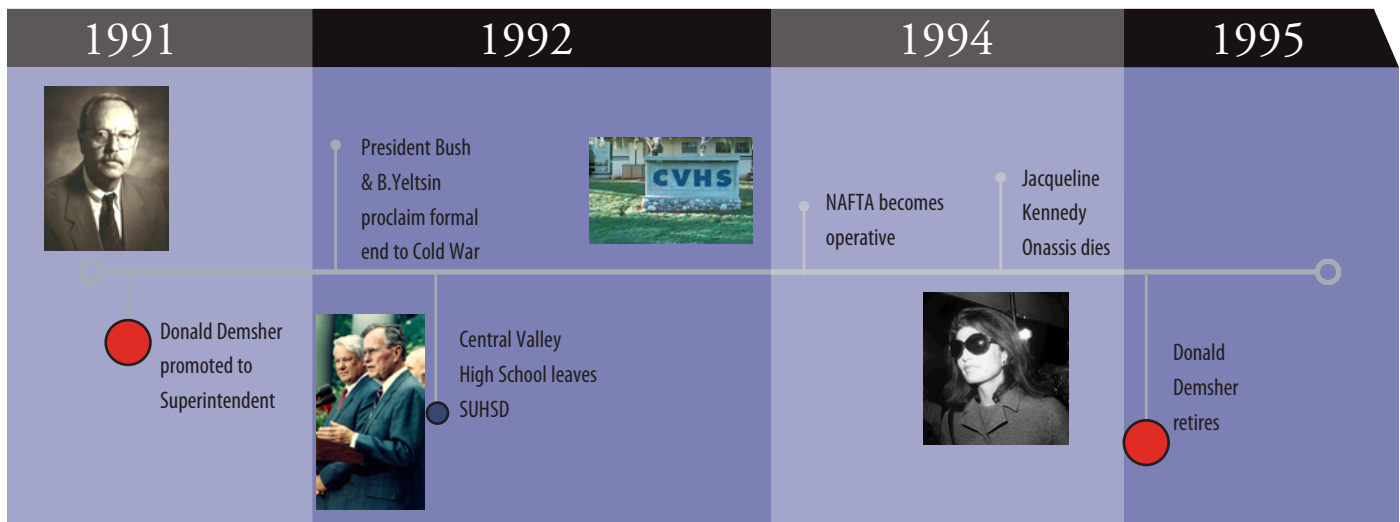 1991
1992
1994
1995
President Bush
& B.Yeltsin
proclaim formal
end to Cold War
CVHS
NAFTA becomes
operative
Jacqueline
Kennedy
Onassis dies
Donald Demsher
promoted to
Superintendent
Central Valley
High School leaves
SUHSD
Donald
Demsher
retires